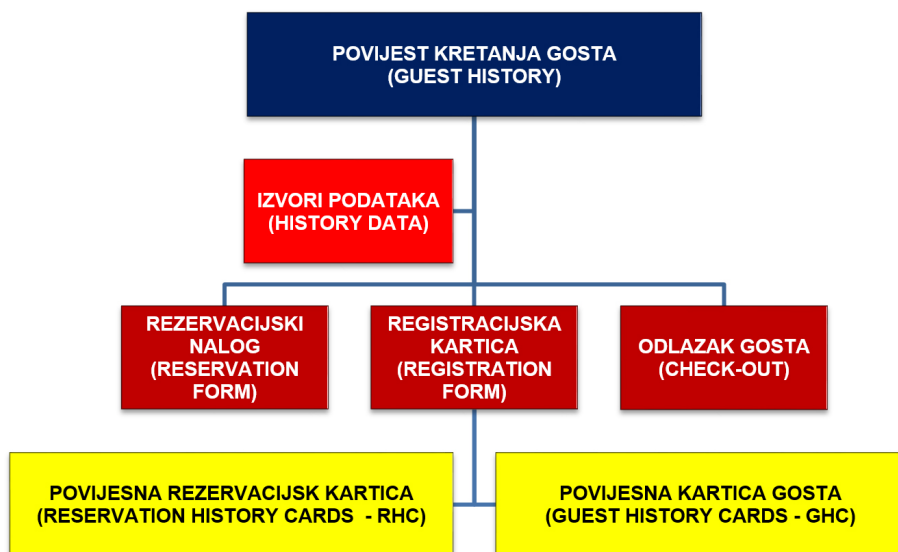 POVIJEST KRETANJA GOSTA
(GUEST HISTORY)
IZVORI PODATAKA
(HISTORY DATA)
REZERVACIJSKI
NALOG
(RESERVATION
FORM)
REGISTRACIJSKA
KARTICA
(REGISTRATION
FORM)
ODLAZAK GOSTA
(CHECK-OUT)
POVIJESNA REZERVACIJSK KARTICA
(RESERVATION HISTORY CARDS - RHC)
POVIJESNA KARTICA GOSTA
(GUEST HISTORY CARDS - GHC)